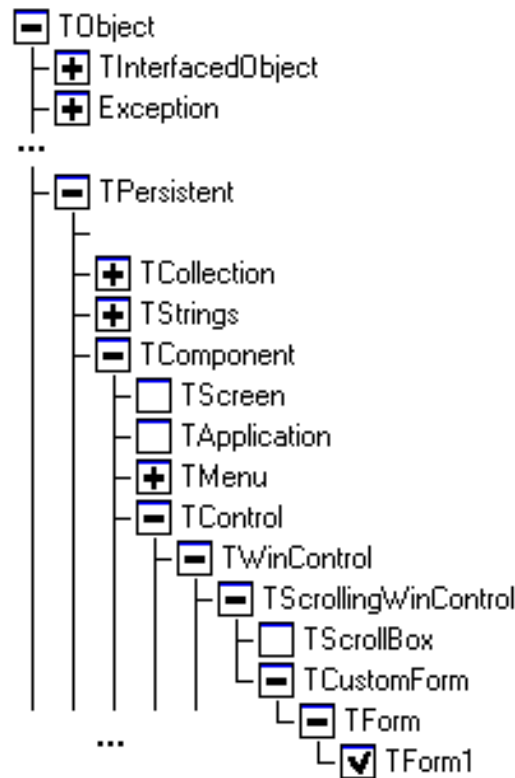 TObject
TInterfacedObject
Exception
...
TPersistent
TCollection
TStrings
TComponent
TScreen
TApplication
TMenu
TControl
TWinControl
TScrollingWinControl
TScrollBox
TCustomForm
TForm
...
TForm1